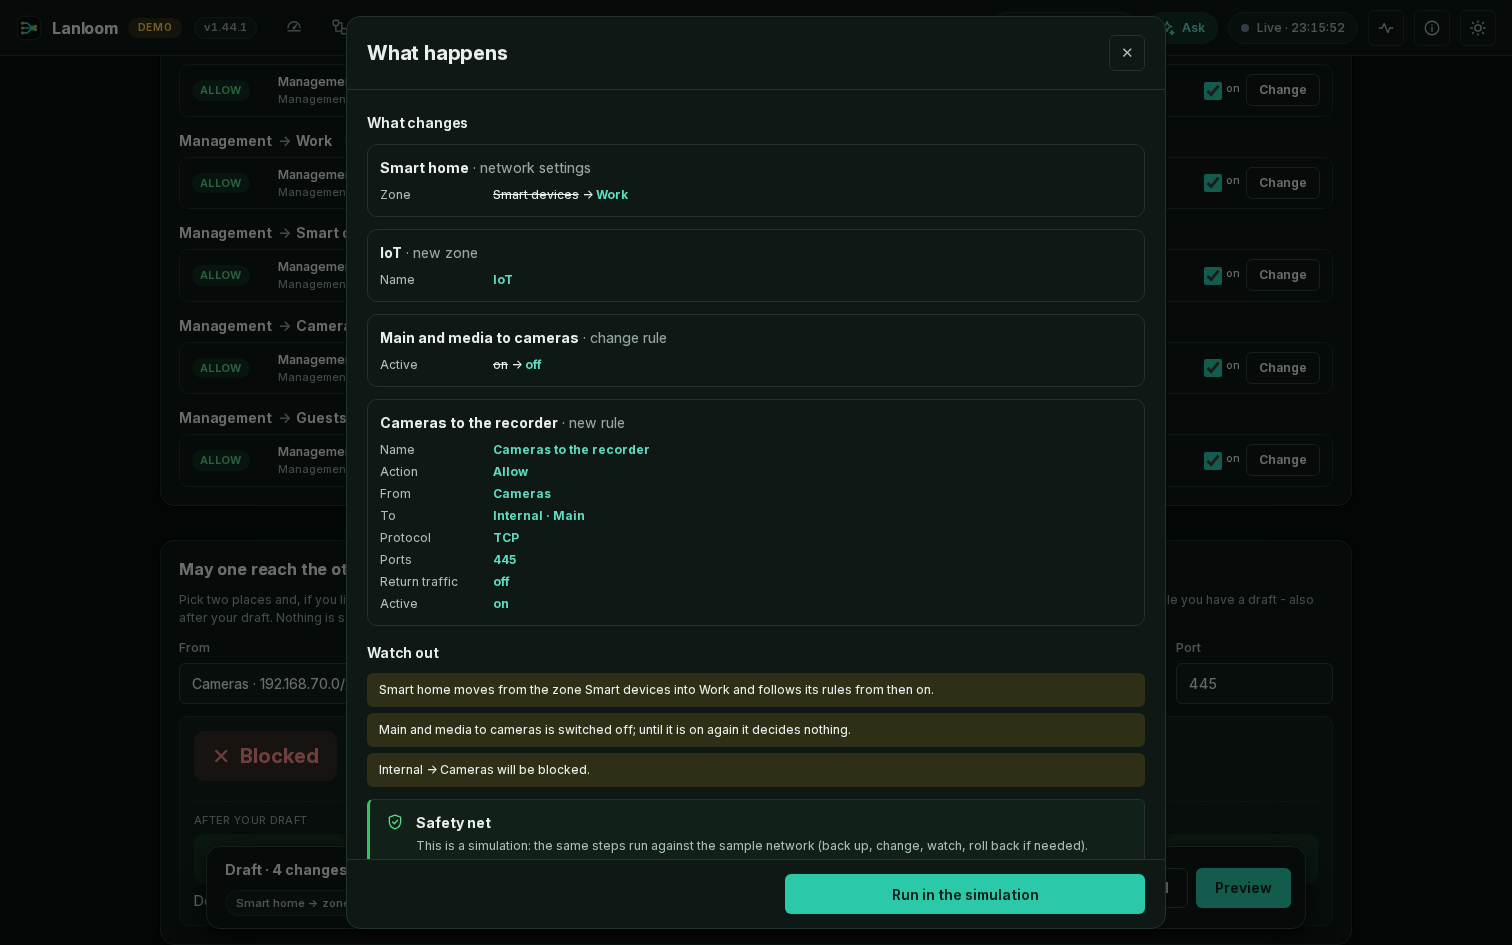 Lanloom DEMO v1.44.1 Ask Live · 23:15:52
What happens
What changes
Smart home · network settings
Zone Smart devices → Work
IoT · new zone
Name IoT
Main and media to cameras · change rule
Active on → off
Cameras to the recorder · new rule
Name Cameras to the recorder
Action Allow
From Cameras
To Internal · Main
Protocol TCP
Ports 445
Return traffic off
Active on
Watch out
Smart home moves from the zone Smart devices into Work and follows its rules from then on.
Main and media to cameras is switched off; until it is on again it decides nothing.
Internal → Cameras will be blocked.
Safety net
This is a simulation: the same steps run against the sample network (back up, change, watch, roll back if needed).
Run in the simulation
ALLOW on Change
Management → Work
ALLOW on Change
Management → Smart
ALLOW on Change
Management →
ALLOW on Change
Management → Guests
ALLOW on Change
May one reach the
Pick two places and, if you you have a draft - also
after your draft. Nothing is
From Port
Cameras · 192.168.70.0/ 445
Blocked
AFTER YOUR DRAFT
Draft · 4 changes
Smart home → Preview